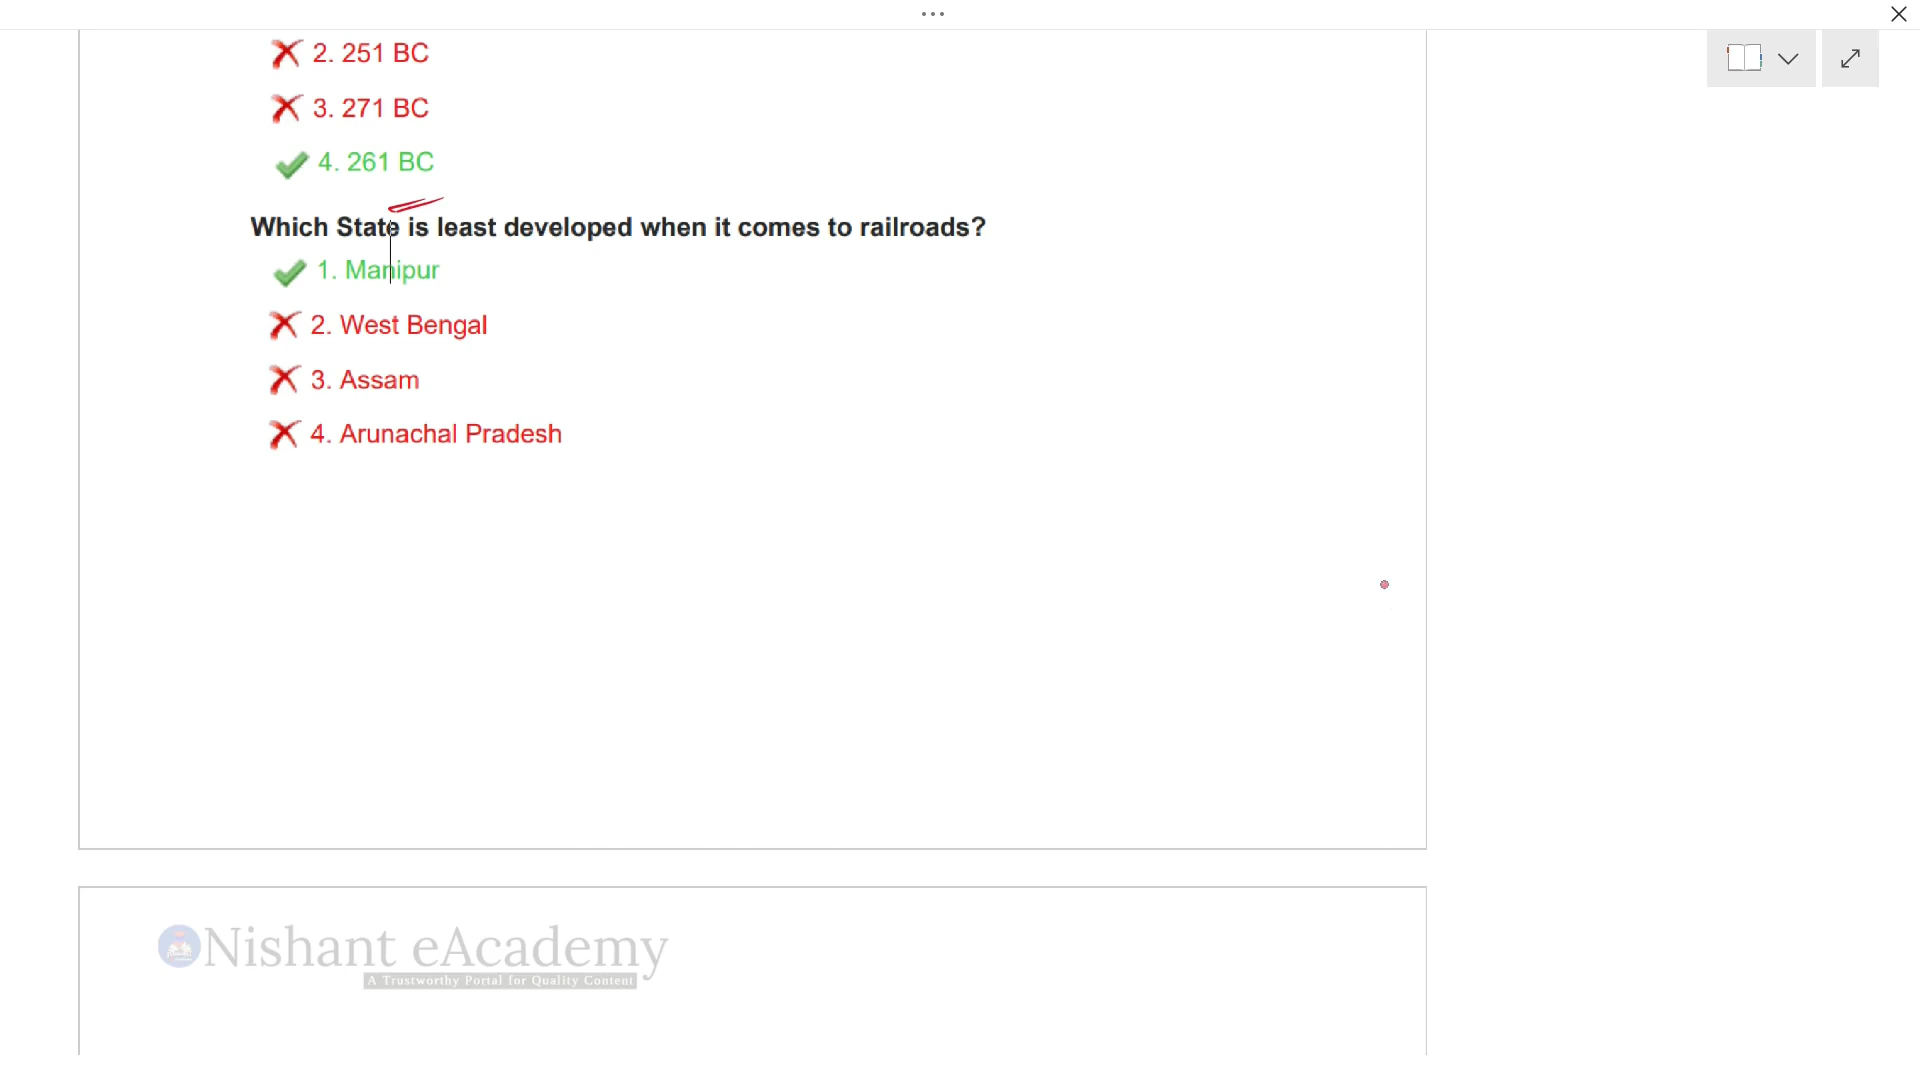 2. 251 BC
3. 271 BC
4. 261 BC
Which State is least developed when it comes to railroads?
1. Manipur
2. West Bengal
3. Assam
4. Arunachal Pradesh
Nishant eAcademy
A Trustworthy Portal for Quality Content